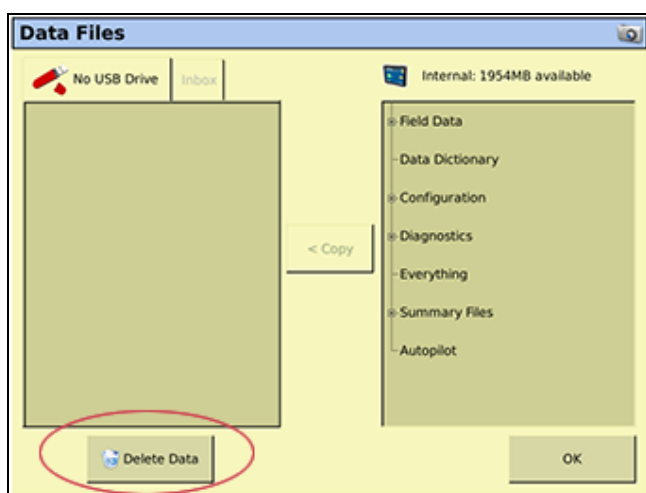 Data Files
No USB Drive
Inbox
Internal: 1954MB available
Field Data
Data Dictionary
Configuration
Diagnostics
< Copy
Everything
Summary Files
Autopilot
Delete Data
OK